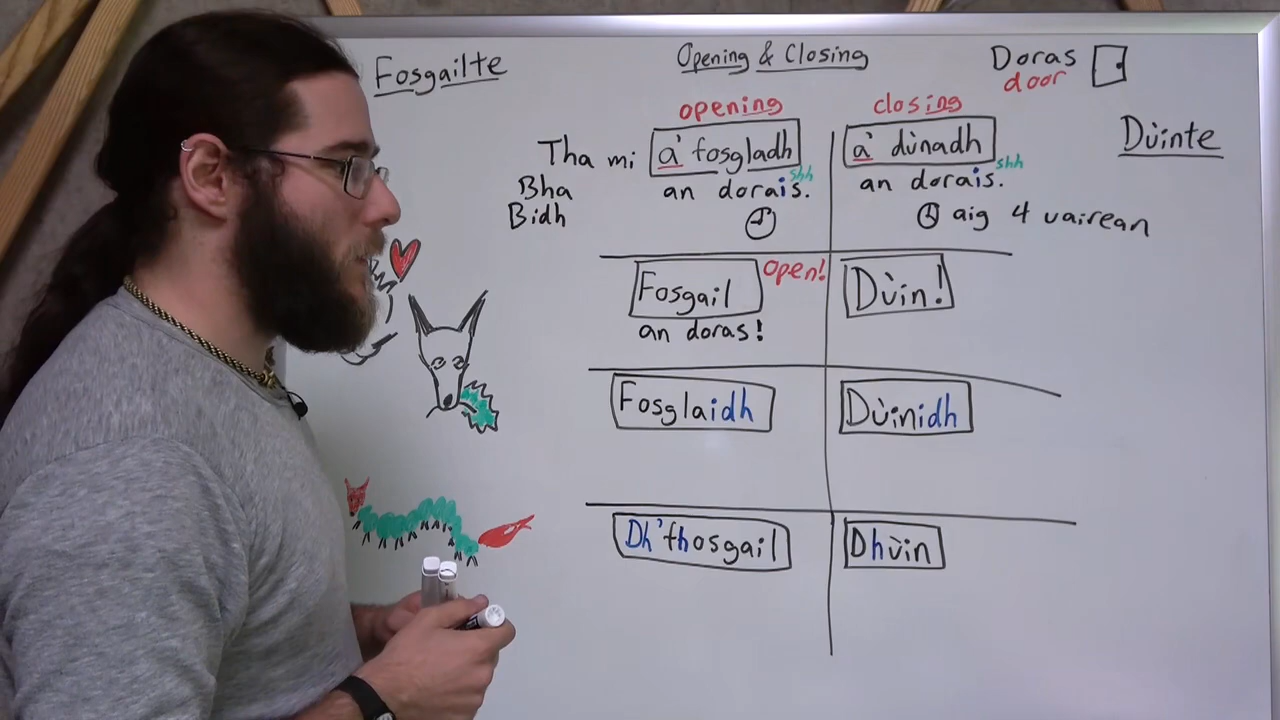 Fosgailte
Opening & Closing
Doras
door
opening
closing
Dùinte
Tha mi a' fosgladh
a' dùnadh
Bha
Bidh
an dorais.
shh
an dorais.
shh
aig 4 uairean
Fosgail
open!
Dùin!
an doras!
Fosglaidh
Dùinidh
Dh'fhosgail
Dhùin